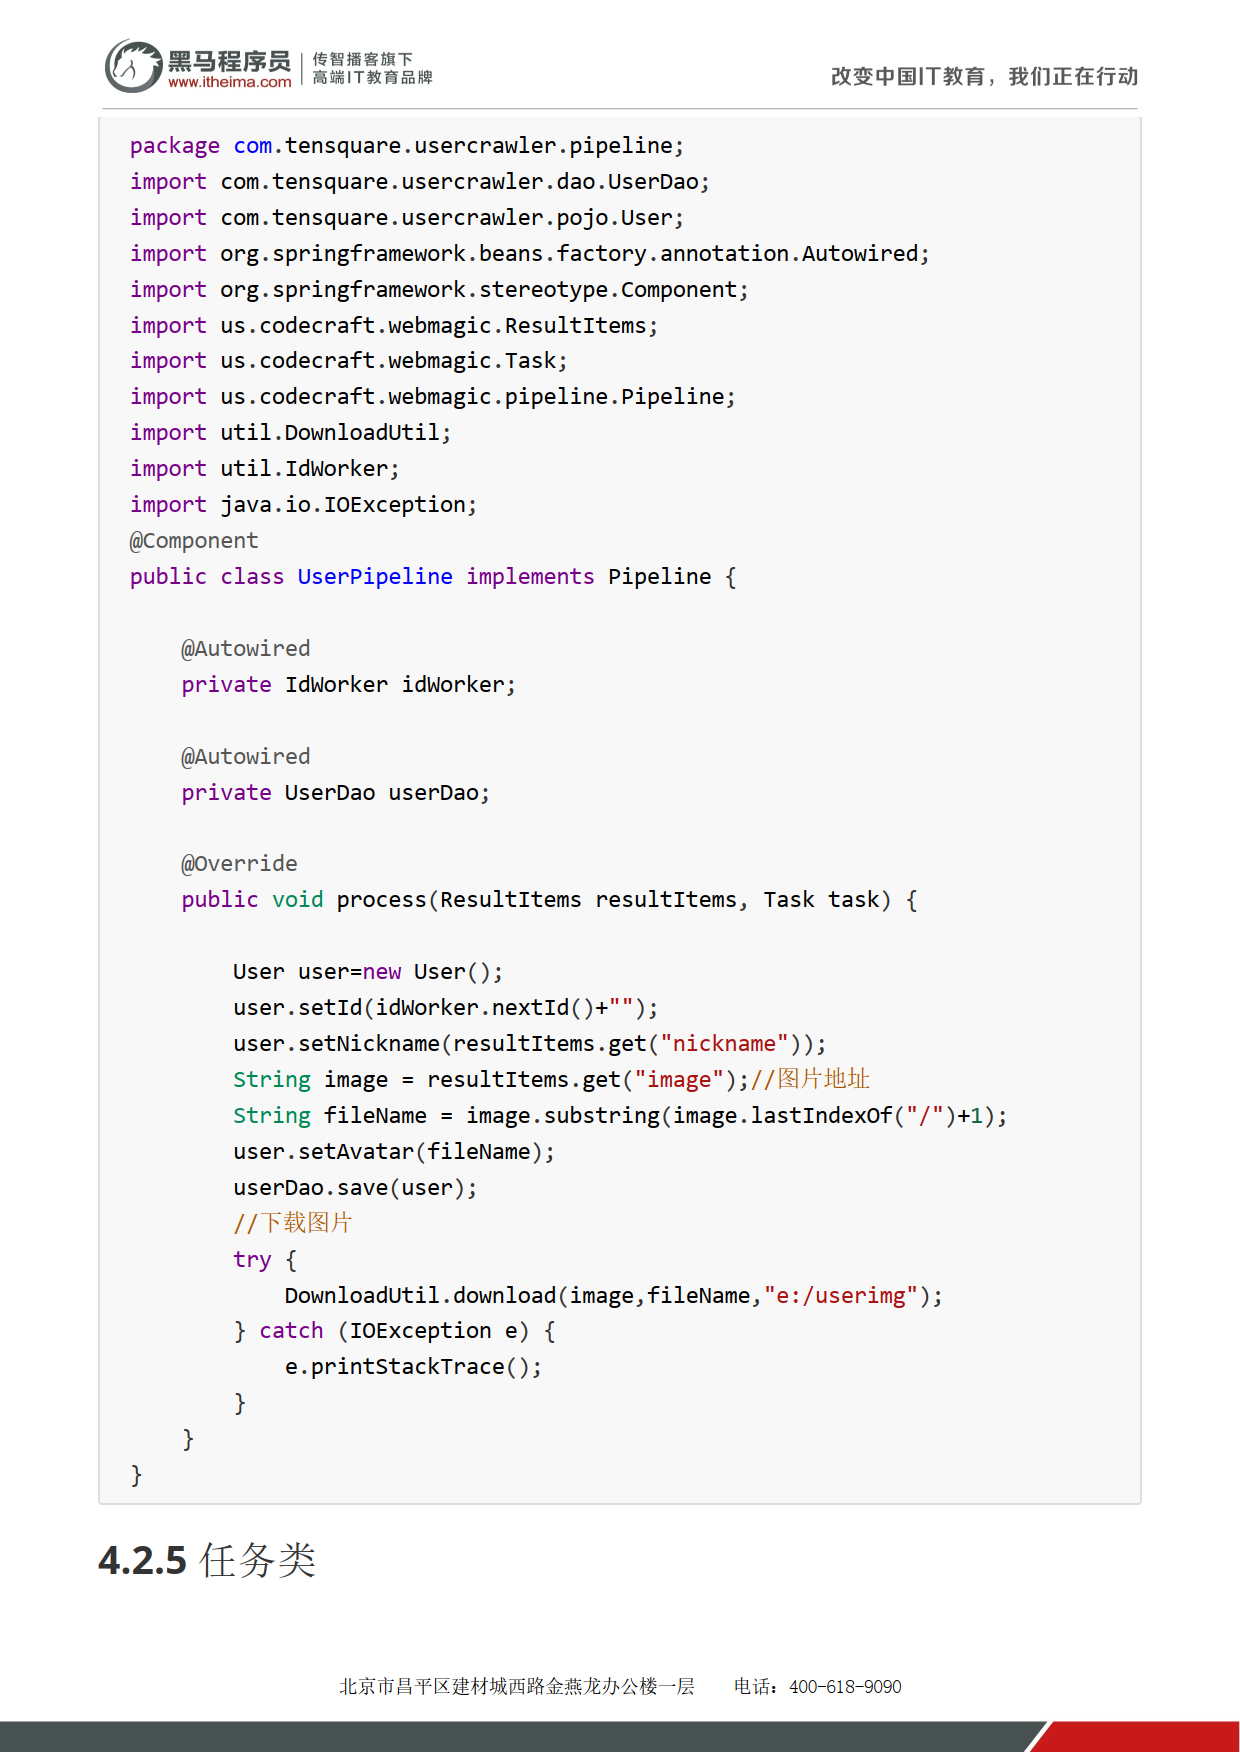 黑马程序员
www.itheima.com
传智播客旗下
高端IT教育品牌
改变中国IT教育，我们正在行动
package com.tensquare.usercrawler.pipeline;
import com.tensquare.usercrawler.dao.UserDao;
import com.tensquare.usercrawler.pojo.User;
import org.springframework.beans.factory.annotation.Autowired;
import org.springframework.stereotype.Component;
import us.codecraft.webmagic.ResultItems;
import us.codecraft.webmagic.Task;
import us.codecraft.webmagic.pipeline.Pipeline;
import util.DownloadUtil;
import util.IdWorker;
import java.io.IOException;
@Component
public class UserPipeline implements Pipeline {
    @Autowired
    private IdWorker idWorker;
    @Autowired
    private UserDao userDao;
    @Override
    public void process(ResultItems resultItems, Task task) {
        User user=new User();
        user.setId(idWorker.nextId()+"");
        user.setNickname(resultItems.get("nickname"));
        String image = resultItems.get("image");//图片地址
        String fileName = image.substring(image.lastIndexOf("/")+1);
        user.setAvatar(fileName);
        userDao.save(user);
        //下载图片
        try {
            DownloadUtil.download(image,fileName,"e:/userimg");
        } catch (IOException e) {
            e.printStackTrace();
        }
    }
}
4.2.5 任务类
北京市昌平区建材城西路金燕龙办公楼一层 电话：400-618-9090